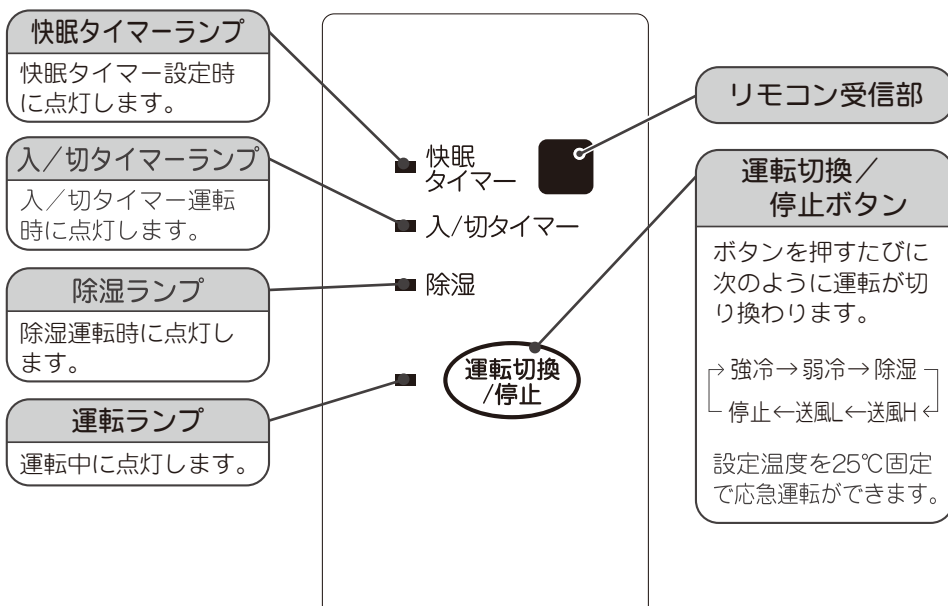 快眠タイマーランプ
快眠タイマー設定時
に点灯します。
入/切タイマーランプ
入/切タイマー運転
時に点灯します。
除湿ランプ
除湿運転時に点灯し
ます。
運転ランプ
運転中に点灯します。
快眠
タイマー
入/切タイマー
除湿
運転切換
/停止
リモコン受信部
運転切換/
停止ボタン
ボタンを押すたびに
次のように運転が切
り換わります。
→強冷→弱冷→除湿
停止←送風L←送風H←
設定温度を25℃固定
で応急運転ができます。